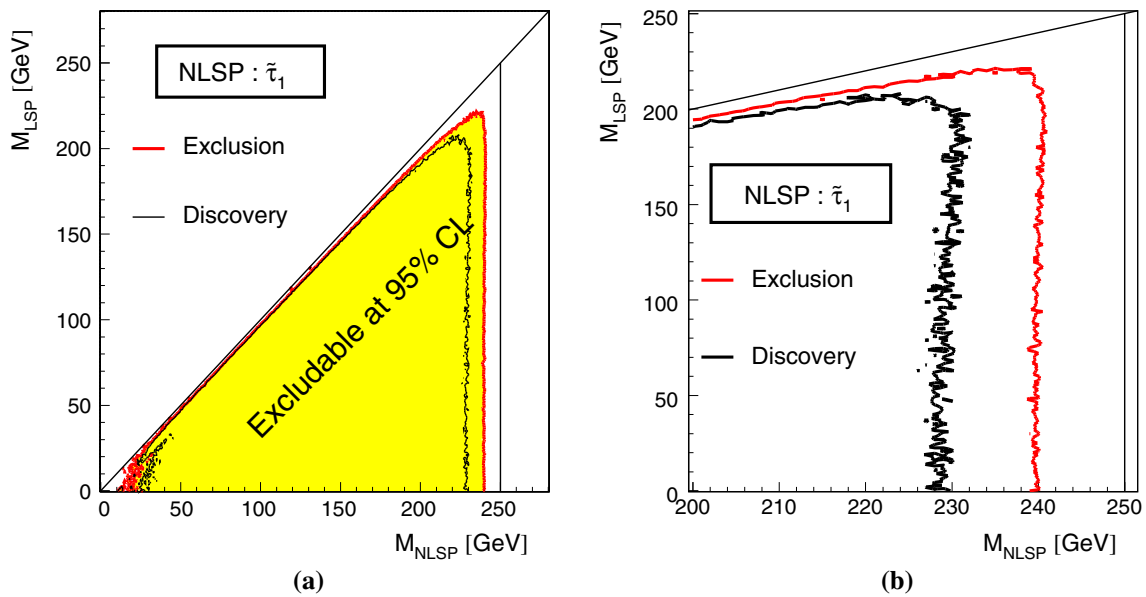 M_LSP [GeV]
250
200
150
100
50
0
NLSP : τ̃₁
Exclusion
Discovery
Excludable at 95% CL
0 50 100 150 200 250
M_NLSP [GeV]
(a)
M_LSP [GeV]
250
200
150
100
50
0
NLSP : τ̃₁
Exclusion
Discovery
200 210 220 230 240 250
M_NLSP [GeV]
(b)